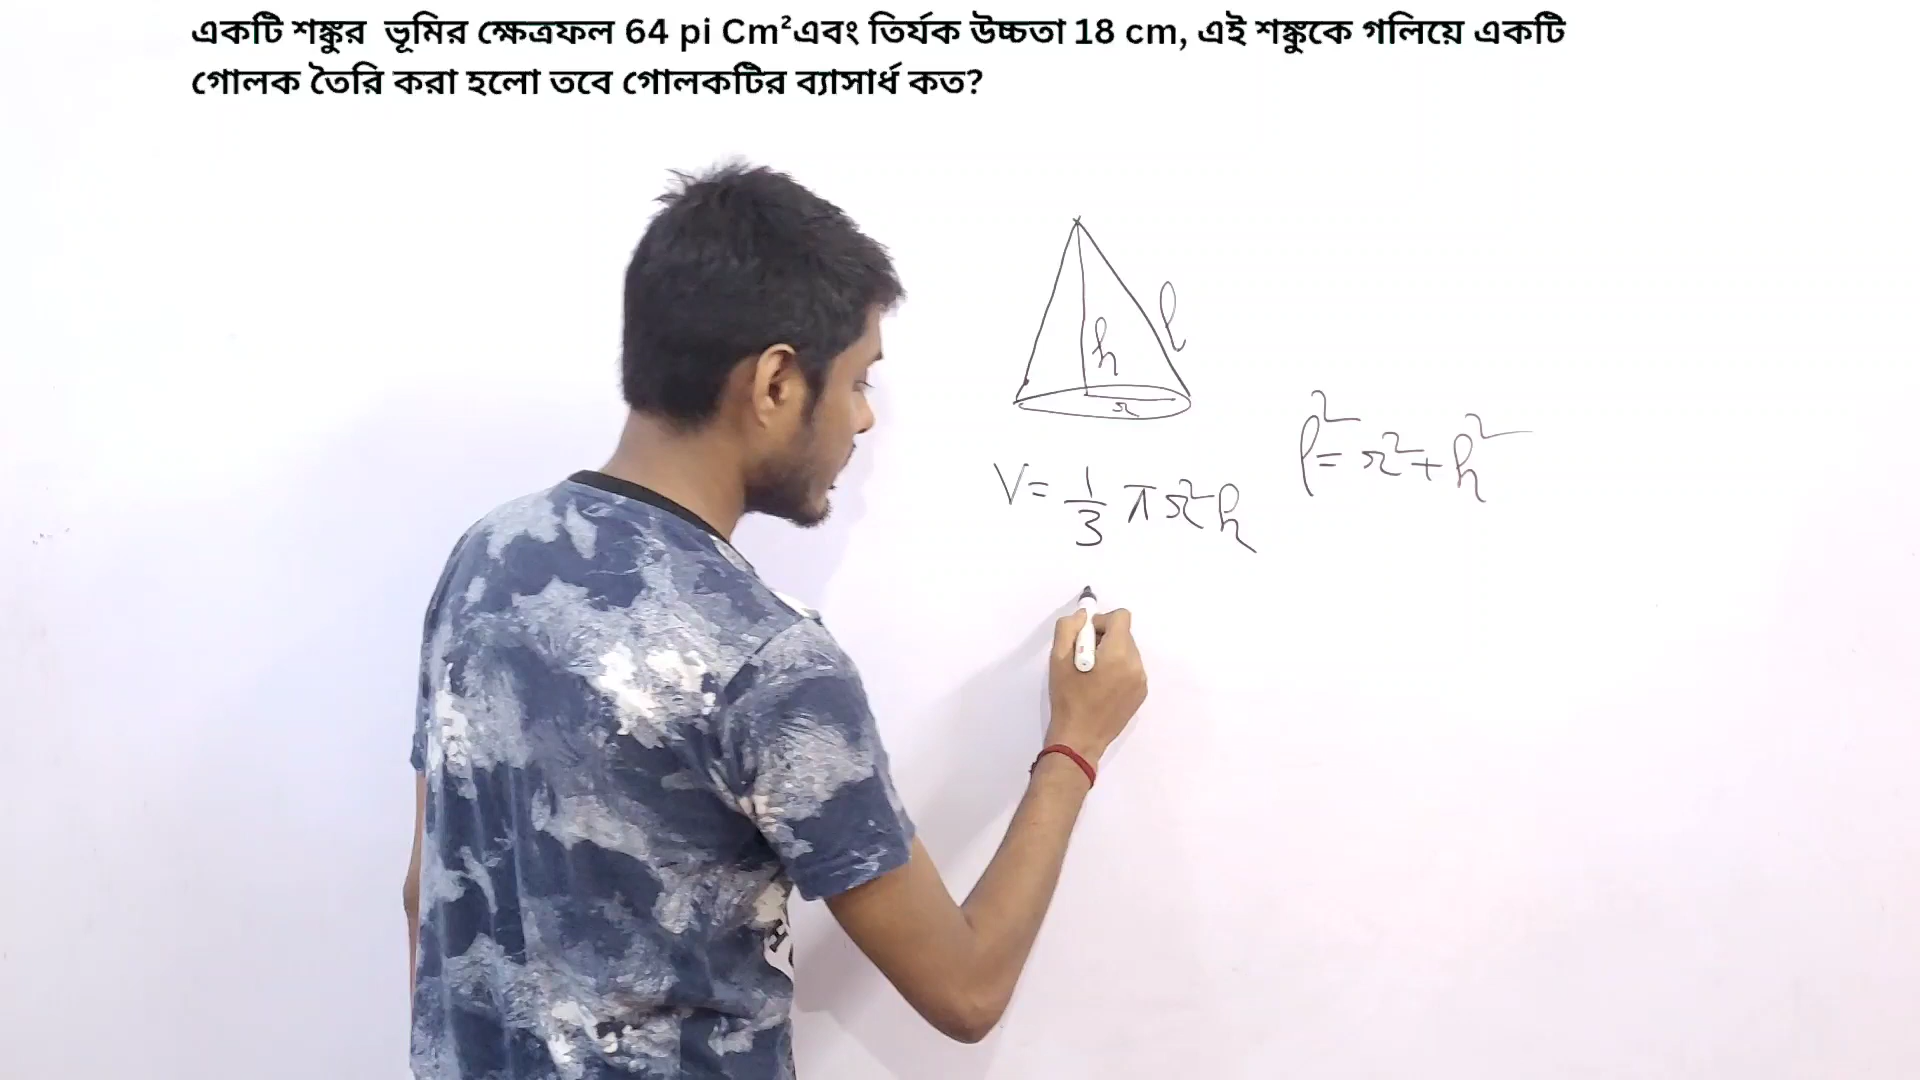 একটি শঙ্কুর ভূমির ক্ষেত্রফল 64 pi Cm²এবং তির্যক উচ্চতা 18 cm, এই শঙ্কুকে গলিয়ে একটি
গোলক তৈরি করা হলো তবে গোলকটির ব্যাসার্ধ কত?
l
h
r
l² = r² + h²
V = 1/3 π r² h